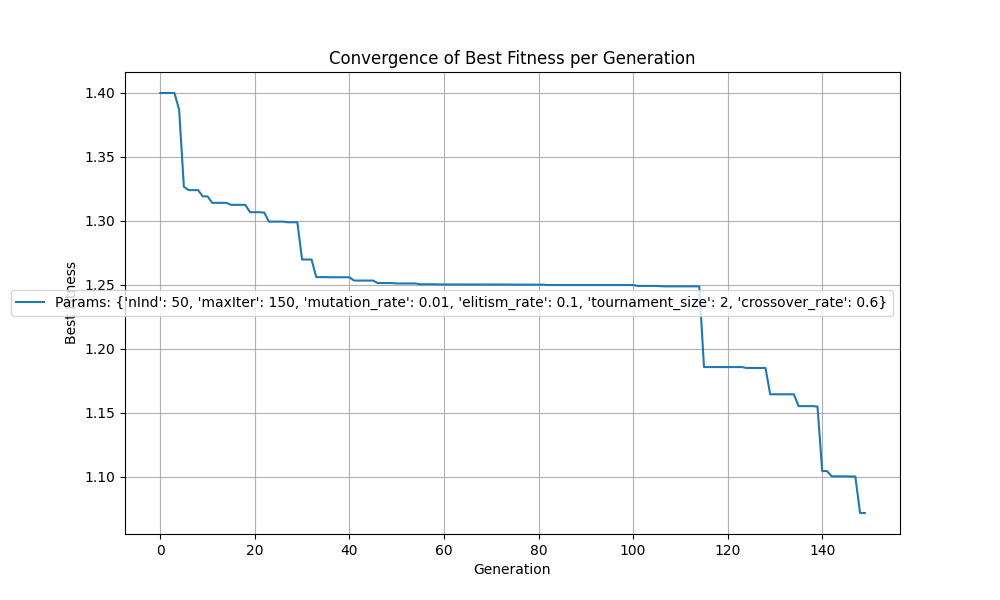 Convergence of Best Fitness per Generation
1.40
1.35
1.30
1.25
1.20
1.15
1.10
Best Fitness
Params: {'nInd': 50, 'maxIter': 150, 'mutation_rate': 0.01, 'elitism_rate': 0.1, 'tournament_size': 2, 'crossover_rate': 0.6}
0 20 40 60 80 100 120 140
Generation